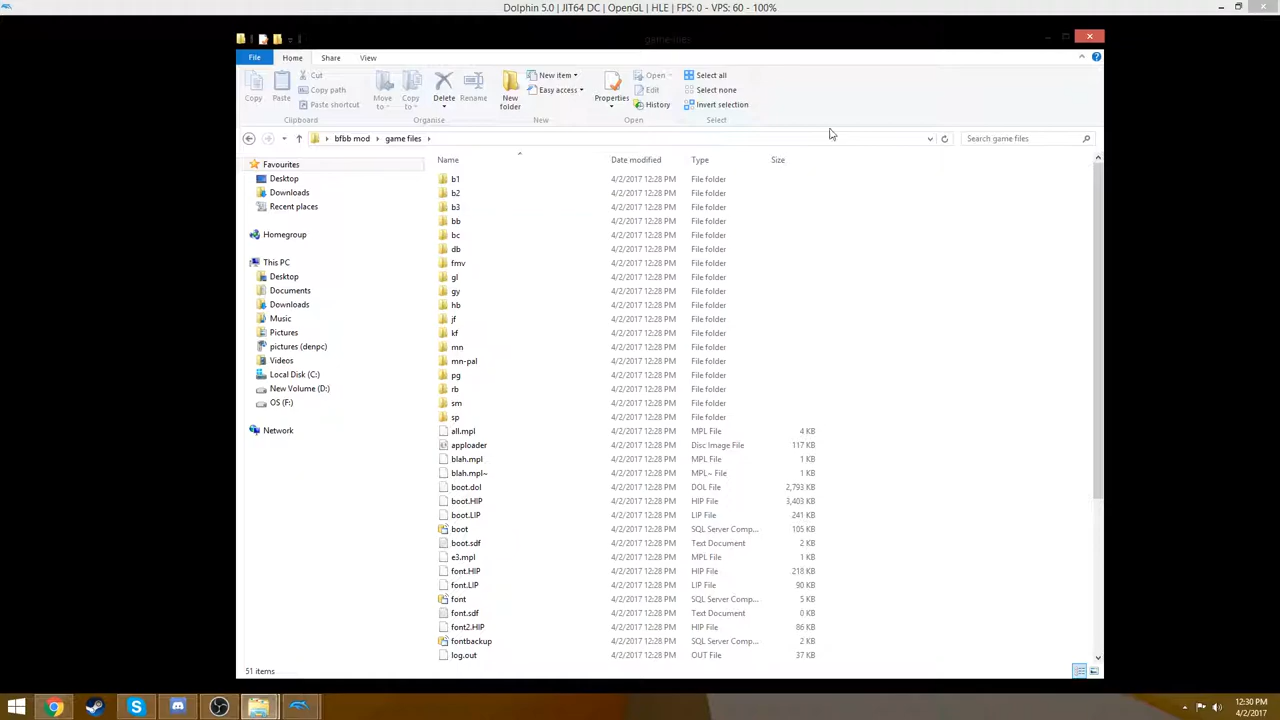 Dolphin 5.0 | JIT64 DC | OpenGL | HLE | FPS: 0 - VPS: 60 - 100%
game files
File Home Share View
Copy Paste Cut Copy path Paste shortcut Move to Copy to Delete Rename New folder New item Easy access Properties Open Edit History Select all Select none Invert selection
Clipboard Organise New Open Select
bfbb mod game files Search game files
Name Date modified Type Size
Favourites
Desktop
Downloads
Recent places
Homegroup
This PC
Desktop
Documents
Downloads
Music
Pictures
pictures (denpc)
Videos
Local Disk (C:)
New Volume (D:)
OS (F:)
Network
b1 4/2/2017 12:28 PM File folder
b2 4/2/2017 12:28 PM File folder
b3 4/2/2017 12:28 PM File folder
bb 4/2/2017 12:28 PM File folder
bc 4/2/2017 12:28 PM File folder
db 4/2/2017 12:28 PM File folder
fmv 4/2/2017 12:28 PM File folder
gl 4/2/2017 12:28 PM File folder
gy 4/2/2017 12:28 PM File folder
hb 4/2/2017 12:28 PM File folder
jf 4/2/2017 12:28 PM File folder
kf 4/2/2017 12:28 PM File folder
mn 4/2/2017 12:28 PM File folder
mn-pal 4/2/2017 12:28 PM File folder
pg 4/2/2017 12:28 PM File folder
rb 4/2/2017 12:28 PM File folder
sm 4/2/2017 12:28 PM File folder
sp 4/2/2017 12:28 PM File folder
all.mpl 4/2/2017 12:28 PM MPL File 4 KB
apploader 4/2/2017 12:28 PM Disc Image File 117 KB
blah.mpl 4/2/2017 12:28 PM MPL File 1 KB
blah.mpl~ 4/2/2017 12:28 PM MPL~ File 1 KB
boot.dol 4/2/2017 12:28 PM DOL File 2,793 KB
boot.HIP 4/2/2017 12:28 PM HIP File 3,403 KB
boot.LIP 4/2/2017 12:28 PM LIP File 241 KB
boot 4/2/2017 12:28 PM SQL Server Comp... 105 KB
boot.sdf 4/2/2017 12:28 PM Text Document 2 KB
e3.mpl 4/2/2017 12:28 PM MPL File 1 KB
font.HIP 4/2/2017 12:28 PM HIP File 218 KB
font.LIP 4/2/2017 12:28 PM LIP File 90 KB
font 4/2/2017 12:28 PM SQL Server Comp... 5 KB
font.sdf 4/2/2017 12:28 PM Text Document 0 KB
font2.HIP 4/2/2017 12:28 PM HIP File 86 KB
fontbackup 4/2/2017 12:28 PM SQL Server Comp... 2 KB
log.out 4/2/2017 12:28 PM OUT File 37 KB
51 items
12:30 PM
4/2/2017